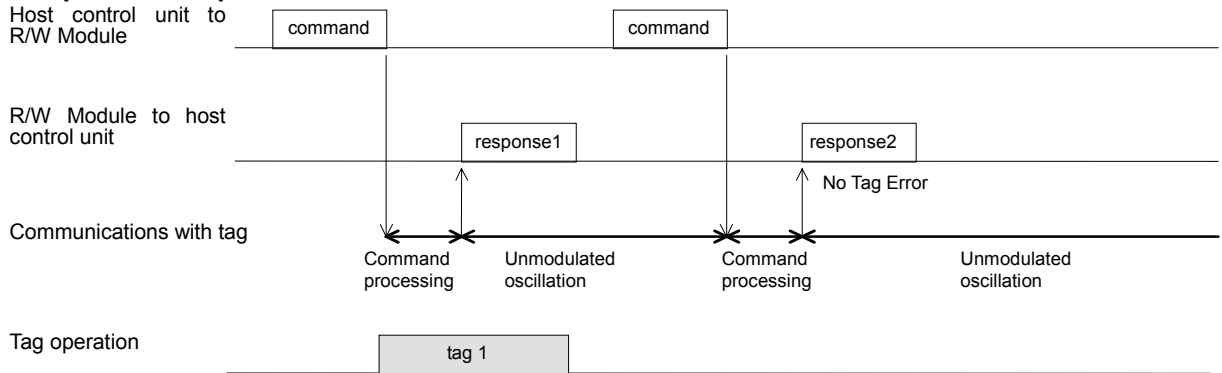 Host control unit to
R/W Module
command
command
R/W Module to host
control unit
response1
response2
No Tag Error
Communications with tag
Command
processing
Unmodulated
oscillation
Command
processing
Unmodulated
oscillation
Tag operation
tag 1